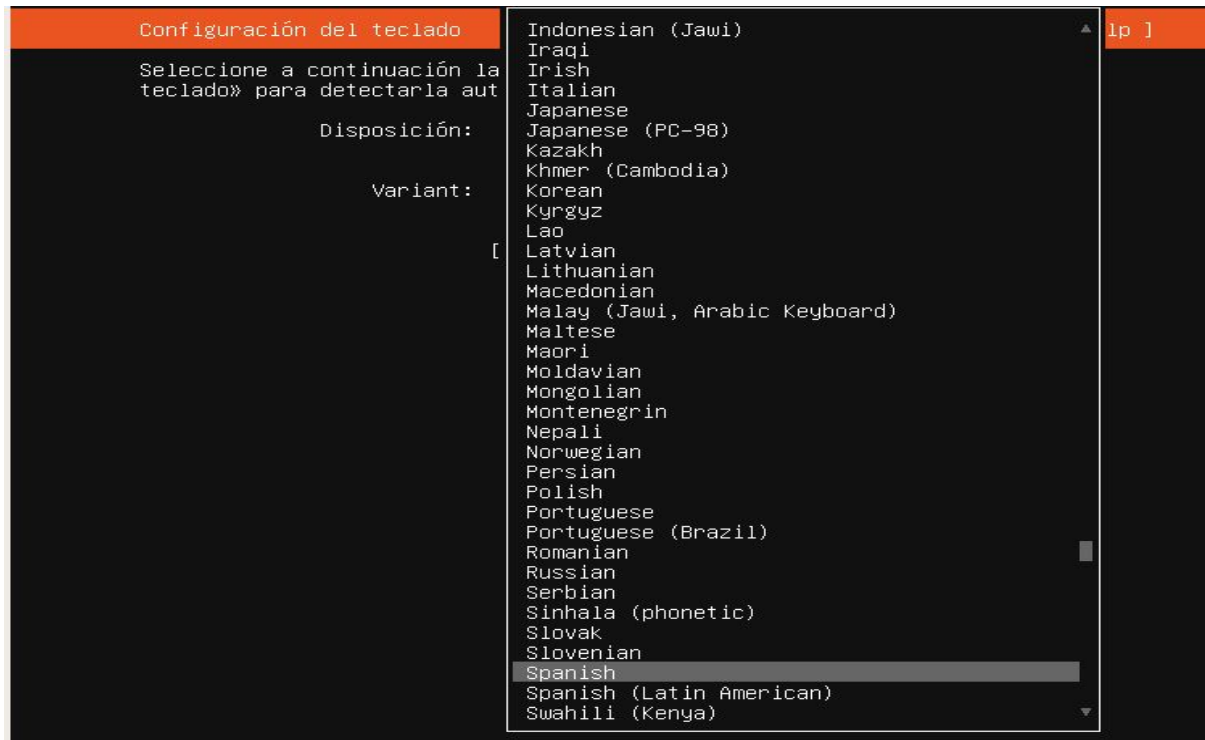 Configuración del teclado
lp ]
Seleccione a continuación la
teclado» para detectarla aut
Disposición:
Variant:
[
Indonesian (Jawi)
Iraqi
Irish
Italian
Japanese
Japanese (PC-98)
Kazakh
Khmer (Cambodia)
Korean
Kyrgyz
Lao
Latvian
Lithuanian
Macedonian
Malay (Jawi, Arabic Keyboard)
Maltese
Maori
Moldavian
Mongolian
Montenegrin
Nepali
Norwegian
Persian
Polish
Portuguese
Portuguese (Brazil)
Romanian
Russian
Serbian
Sinhala (phonetic)
Slovak
Slovenian
Spanish
Spanish (Latin American)
Swahili (Kenya)